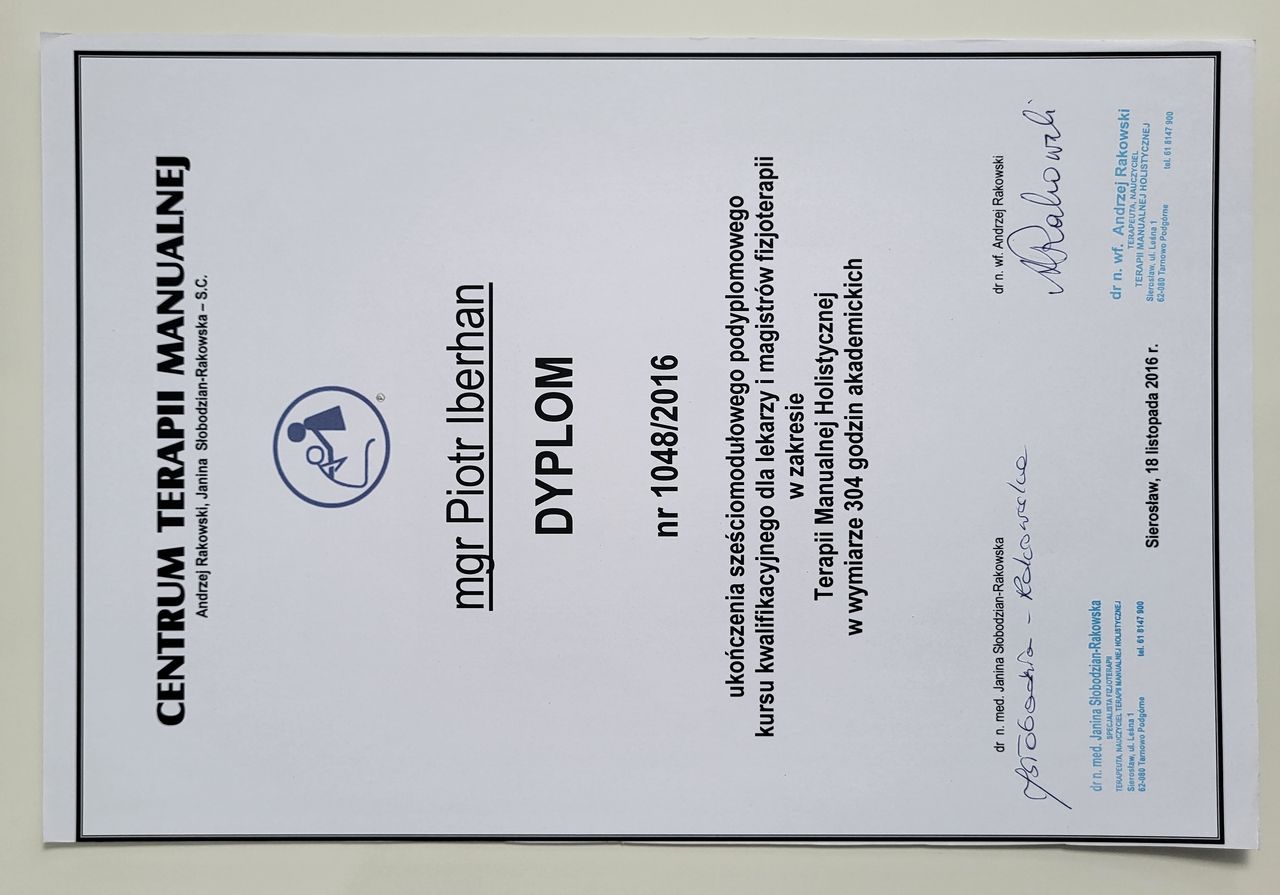 CENTRUM TERAPII MANUALNEJ
Andrzej Rakowski, Janina Słobodzian-Rakowska – S.C.
®
mgr Piotr Iberhan
DYPLOM
nr 1048/2016
ukończenia sześciomodułowego podyplomowego
kursu kwalifikacyjnego dla lekarzy i magistrów fizjoterapii
w zakresie
Terapii Manualnej Holistycznej
w wymiarze 304 godzin akademickich
dr n. med. Janina Słobodzian-Rakowska
dr n. med. Janina Słobodzian-Rakowska
SPECJALISTA FIZJOTERAPII
TERAPEUTA, NAUCZYCIEL TERAPII MANUALNEJ HOLISTYCZNEJ
Sierosław, ul. Leśna 1
62-080 Tarnowo Podgórne tel. 61 8147 900
dr n. wf. Andrzej Rakowski
ARakowski
dr n. wf. Andrzej Rakowski
TERAPEUTA, NAUCZYCIEL
TERAPII MANUALNEJ HOLISTYCZNEJ
Sierosław, ul. Leśna 1
62-080 Tarnowo Podgórne tel. 61 8147 900
Sierosław, 18 listopada 2016 r.